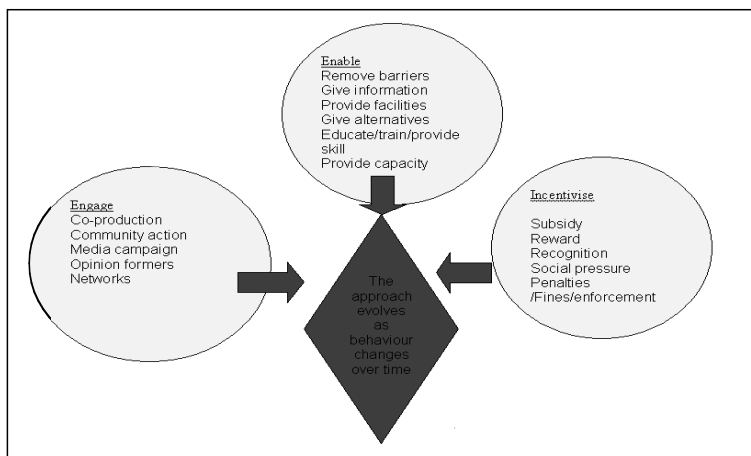 Enable
Remove barriers
Give information
Provide facilities
Give alternatives
Educate/train/provide
skill
Provide capacity
Engage
Co-production
Community action
Media campaign
Opinion formers
Networks
Incentivise
Subsidy
Reward
Recognition
Social pressure
Penalties
/Fines/enforcement
The
approach
evolves
as
behaviour
changes
over time